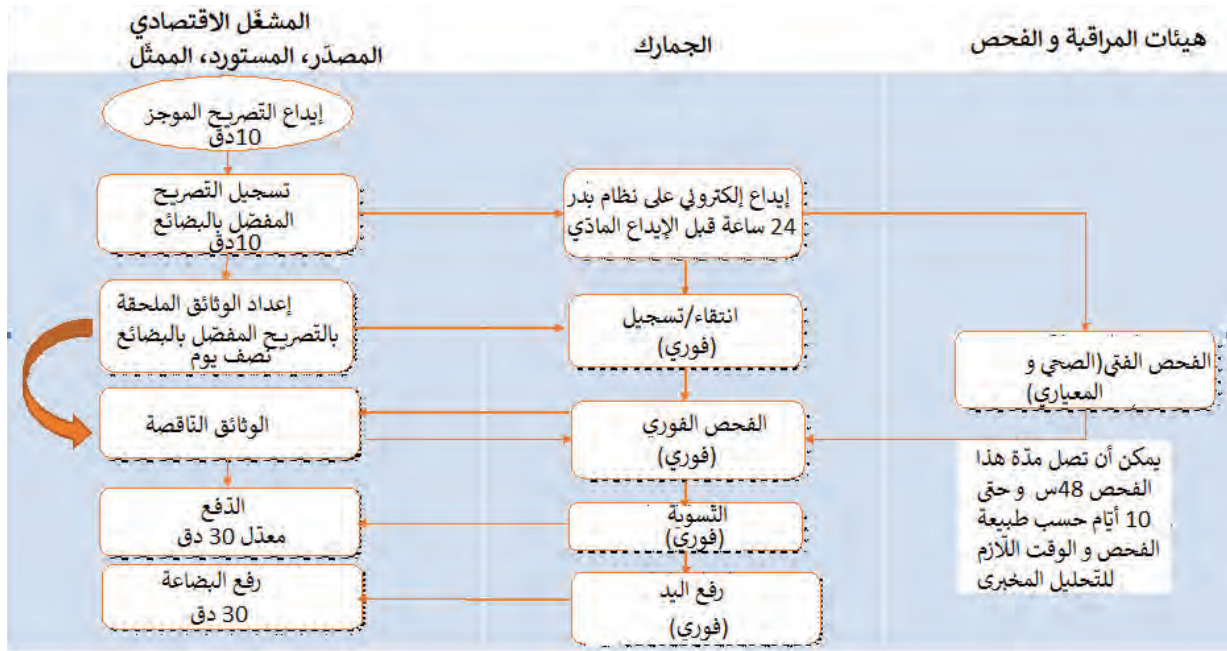 المشغّل الاقتصادي
المصدّر، المستورد، الممثّل
الجمارك
هيئات المراقبة و الفحص
إيداع التّصريح الموجز
10دق
تسجيل التّصريح
المفصّل بالبضائع
10دق
إيداع إلكتروني على نظام بدر
24 ساعة قبل الإيداع المادّي
إعداد الوثائق الملحقة
بالتّصريح المفصّل بالبضائع
نصف يوم
انتقاء/تسجيل
(فوري)
الفحص الفني(الصحي و
المعياري)
الوثائق النّاقصة
الفحص الفوري
(فوري)
يمكن أن تصل مدّة هذا
الفحص 48س و حتى
10 أيّام حسب طبيعة
الفحص و الوقت اللّازم
للتّحليل المخبرى
الدّفع
معدّل 30 دق
التّسوية
(فوري)
رفع البضاعة
30 دق
رفع اليد
(فوري)